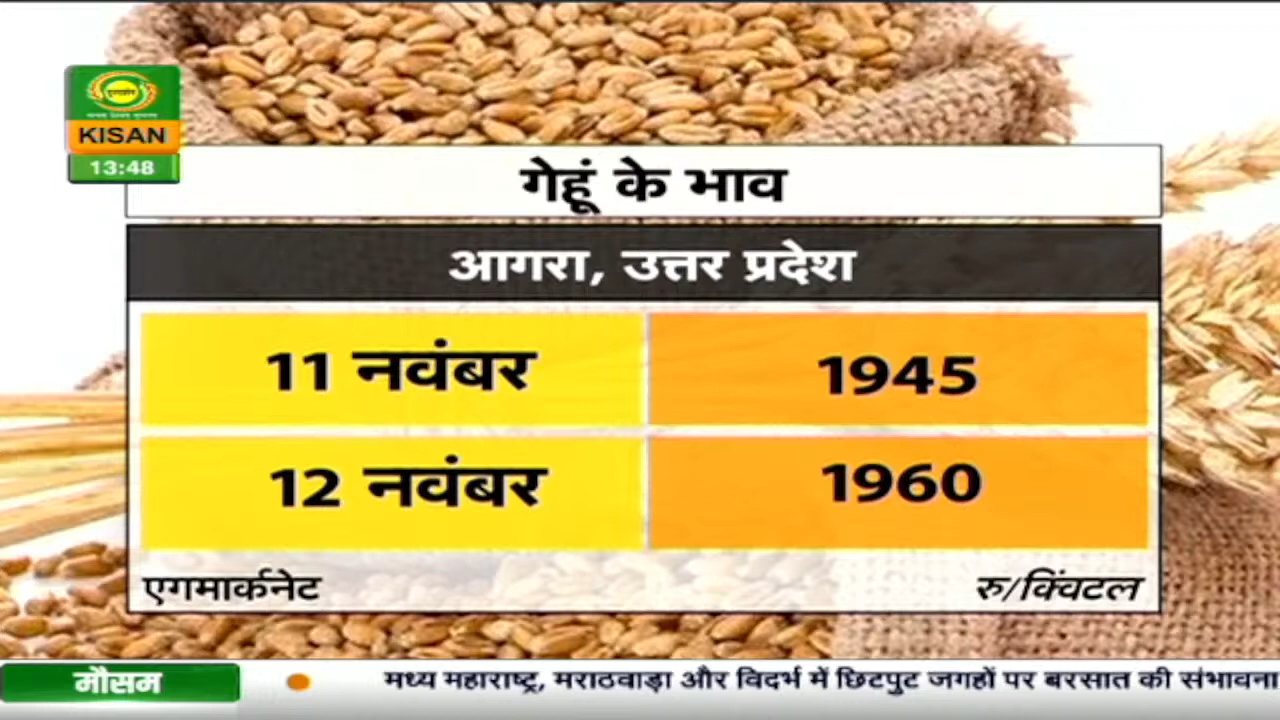 KISAN
13:48
गेहूं के भाव
आगरा, उत्तर प्रदेश
11 नवंबर 1945
12 नवंबर 1960
एगमार्कनेट रु/क्विंटल
मौसम मध्य महाराष्ट्र, मराठवाड़ा और विदर्भ में छिटपुट जगहों पर बरसात की संभावना